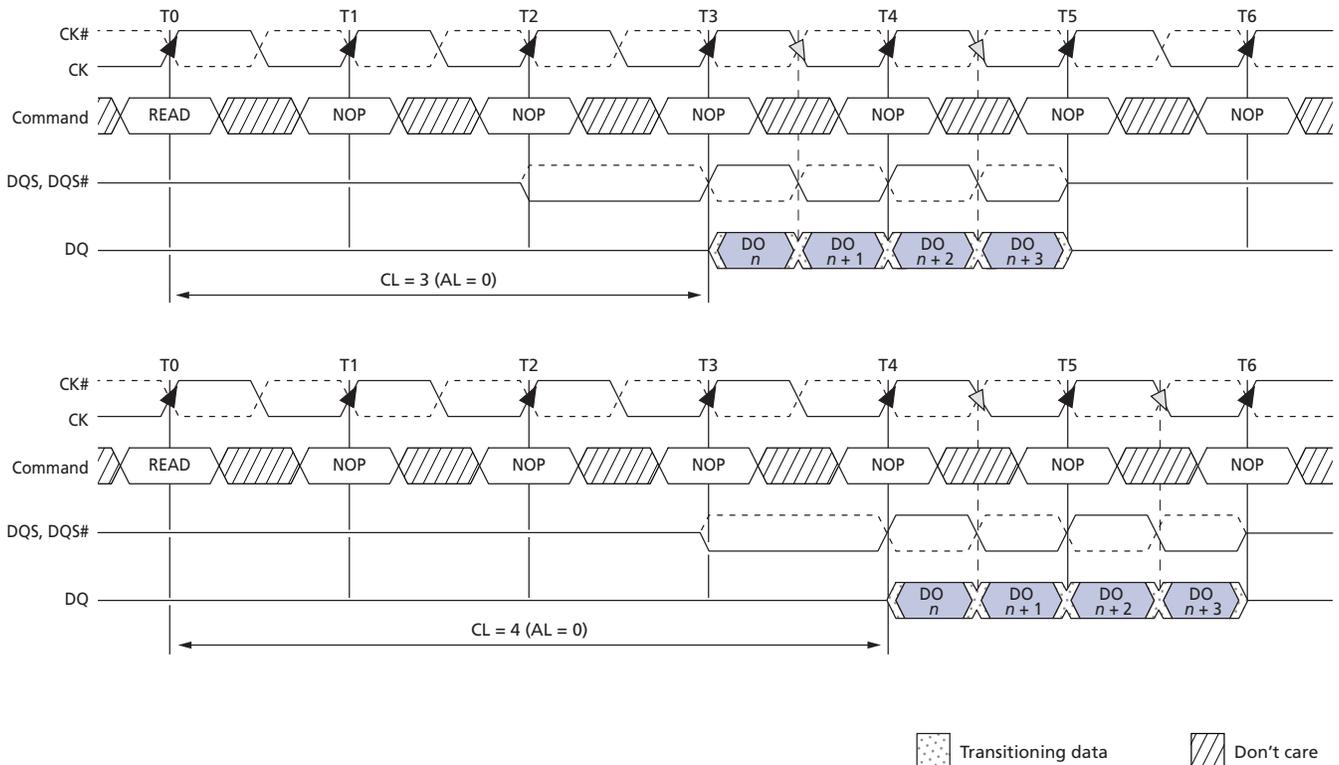 T0 T1 T2 T3 T4 T5 T6
CK#
CK
Command READ NOP NOP NOP NOP NOP NOP
DQS, DQS#
DQ DO n DO n + 1 DO n + 2 DO n + 3
CL = 3 (AL = 0)
T0 T1 T2 T3 T4 T5 T6
CK#
CK
Command READ NOP NOP NOP NOP NOP NOP
DQS, DQS#
DQ DO n DO n + 1 DO n + 2 DO n + 3
CL = 4 (AL = 0)
Transitioning data Don't care